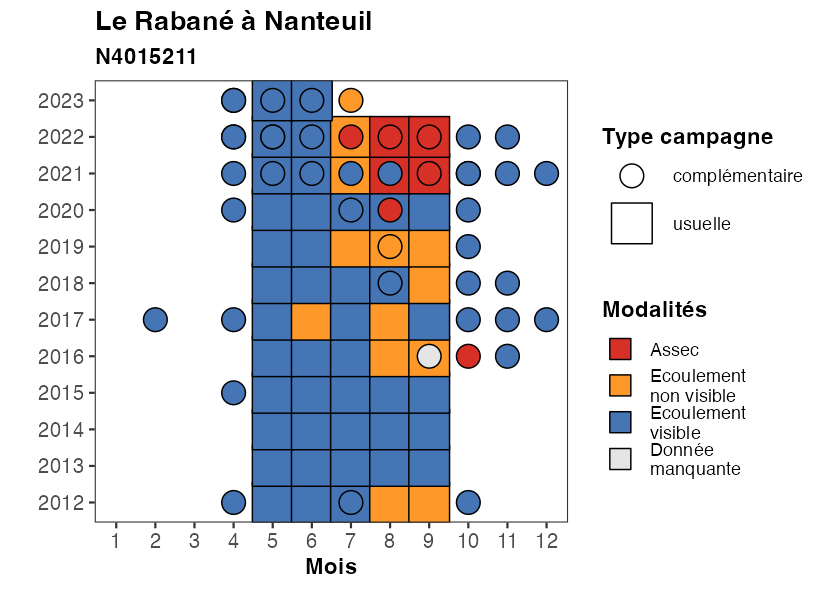 Le Rabané à Nanteuil
N4015211
2023
2022
2021
2020
2019
2018
2017
2016
2015
2014
2013
2012
1 2 3 4 5 6 7 8 9 10 11 12
Mois
Type campagne
complémentaire
usuelle
Modalités
Assec
Ecoulement
non visible
Ecoulement
visible
Donnée
manquante